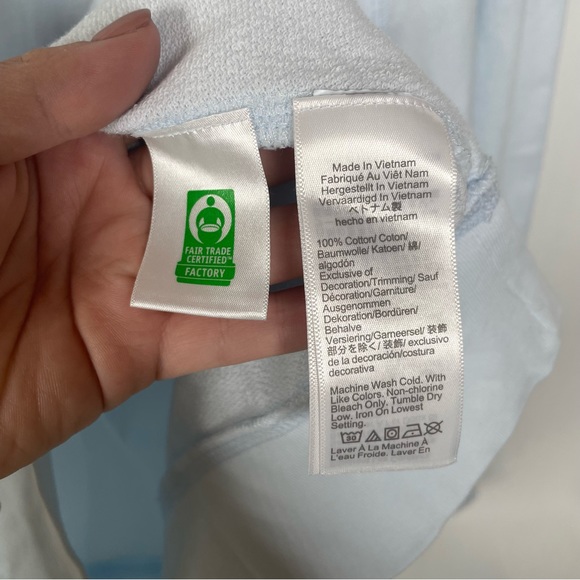 FAIR TRADE
CERTIFIED™
FACTORY
Made In Vietnam
Fabriqué Au Viêt Nam
Hergestellt In Vietnam
Vervaardigd In Vietnam
ベトナム製
hecho en vietnam
100% Cotton/ Coton/
Baumwolle/ Katoen/ 綿/
algodón
Exclusive of
Decoration/Trimming/ Sauf
Décoration/Garniture/
Ausgenommen
Dekoration/Bordüren/
Behalve
Versiering/Garneersel/ 装飾
部分を除く/ 装飾/ exclusivo
de la decoración/costura
decorativa
Machine Wash Cold. With
Like Colors. Non-chlorine
Bleach Only. Tumble Dry
Low. Iron On Lowest
Setting.
30
Laver À La Machine À
L'eau Froide. Laver En